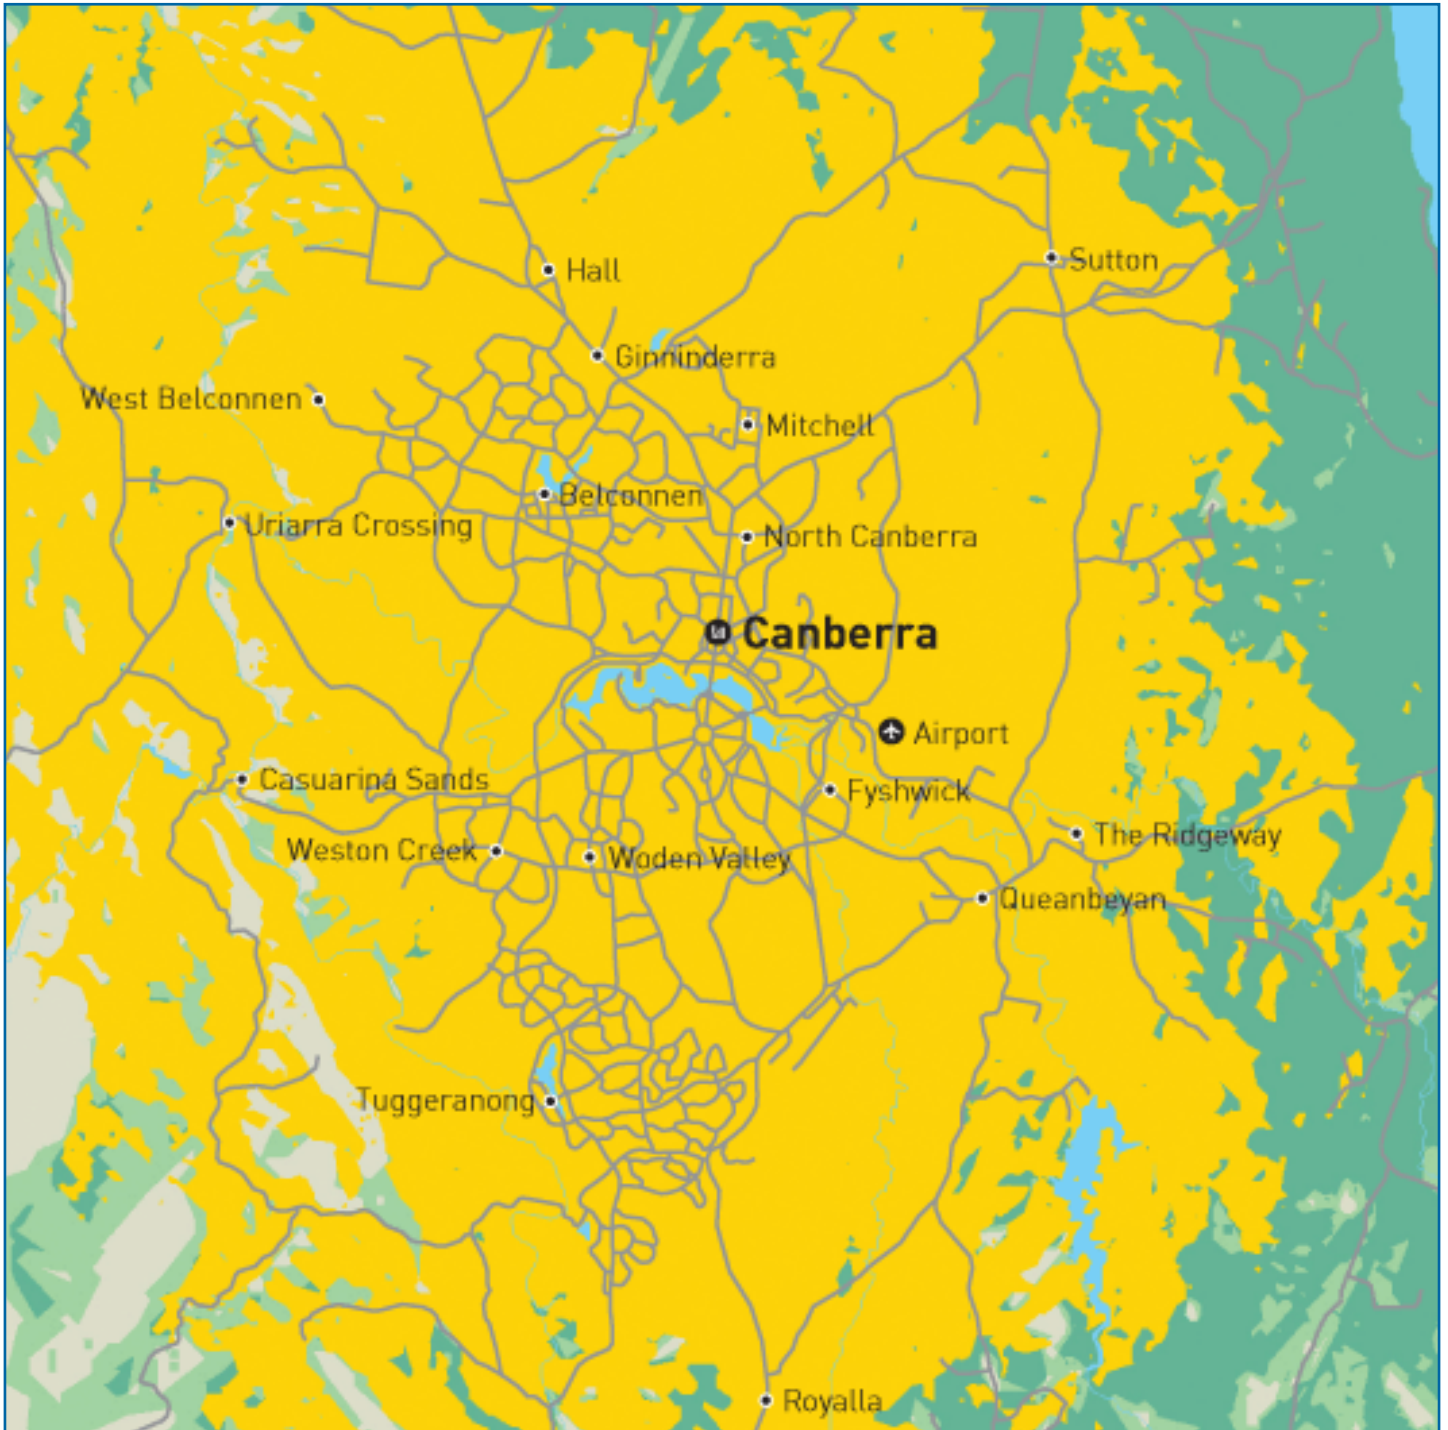 Hall
Sutton
Ginninderra
West Belconnen
Mitchell
Belconnen
Uriarra Crossing
North Canberra
Canberra
Airport
Casuarina Sands
Fyshwick
The Ridgeway
Weston Creek
Woden Valley
Queanbeyan
Tuggeranong
Royalla